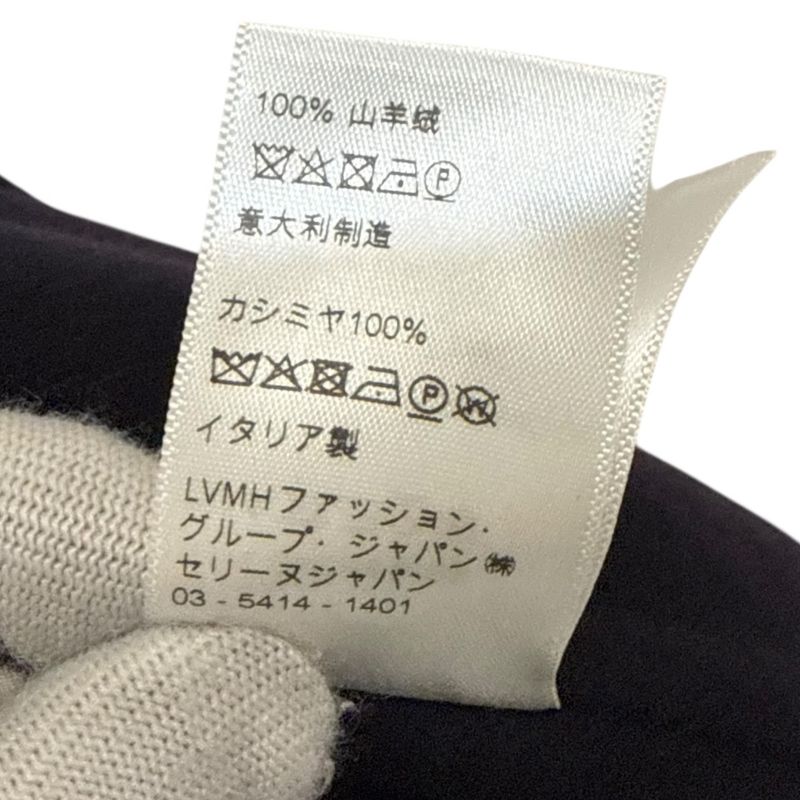 100% 山羊绒
P
意大利制造
カシミヤ100%
P W
イタリア製
LVMHファッション・
グループ・ジャパン㈱
セリーヌジャパン
03 - 5414 - 1401